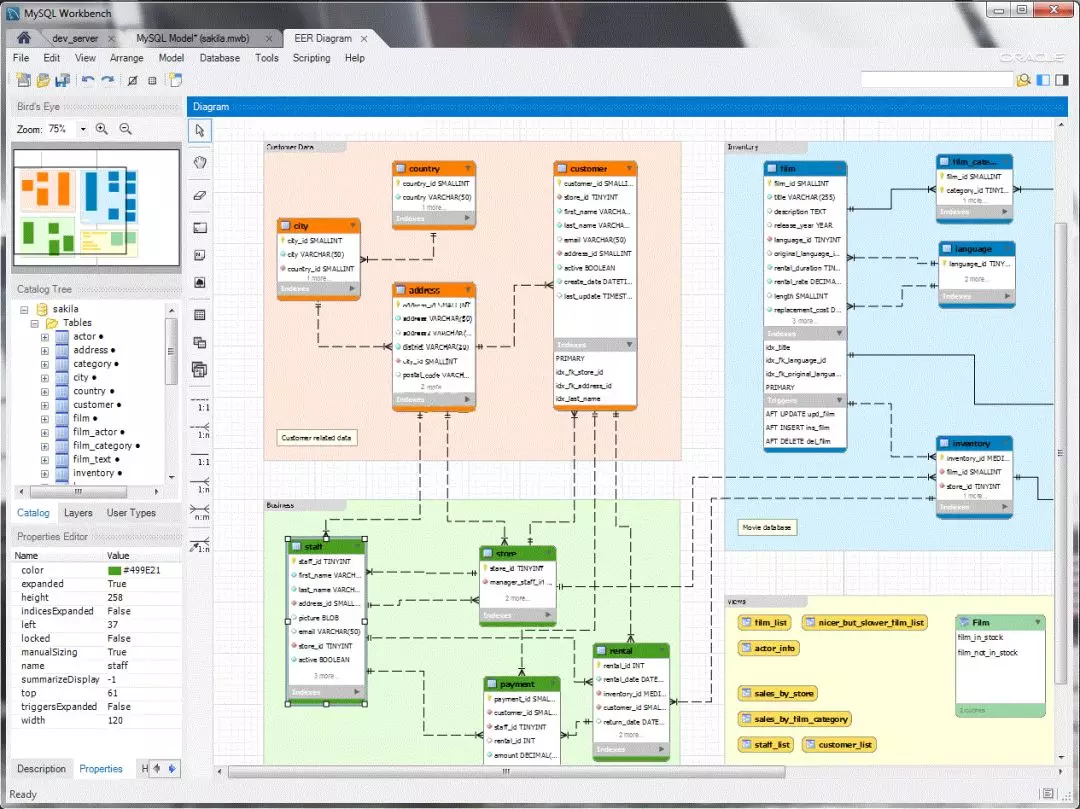 MySQL Workbench
dev_server
MySQL Model* (sakila.mwb)
EER Diagram
File Edit View Arrange Model Database Tools Scripting Help
ORACLE
Bird's Eye
Zoom: 75%
Catalog Tree
sakila
Tables
actor
address
category
city
country
customer
film
film_actor
film_category
film_text
inventory
Catalog Layers User Types
Properties Editor
Name Value
color #499E21
expanded True
height 258
indicesExpanded False
left 37
locked False
manualSizing True
name staff
summarizeDisplay -1
top 61
triggersExpanded False
width 120
Description Properties H
Ready
1:1
1:n
1:1
1:n
n:m
1:n
Diagram
Customer Data
country
country_id SMALLINT
country VARCHAR(50)
1 more...
Indexes
city
city_id SMALLINT
city VARCHAR(50)
country_id SMALLINT
1 more...
Indexes
address
address_id SMALLINT
address VARCHAR(50)
address2 VARCHAR...
district VARCHAR(20)
city_id SMALLINT
postal_code VARCH...
2 more...
Indexes
customer
customer_id SMALLI...
store_id TINYINT
first_name VARCHA...
last_name VARCHA...
email VARCHAR(50)
address_id SMALLINT
active BOOLEAN
create_date DATETI...
last_update TIMEST...
Indexes
PRIMARY
idx_fk_store_id
idx_fk_address_id
idx_last_name
Customer related data
Inventory
film
film_id SMALLINT
title VARCHAR(255)
description TEXT
release_year YEAR
language_id TINYINT
original_language_i...
rental_duration TIN...
rental_rate DECIMA...
length SMALLINT
replacement_cost D...
3 more...
Indexes
idx_title
idx_fk_language_id
idx_fk_original_langua...
PRIMARY
Triggers
AFT UPDATE upd_film
AFT INSERT ins_film
AFT DELETE del_film
film_cate...
film_id SMALLINT
category_id TINYI...
1 more...
Indexes
language
language_id TINY...
2 more...
Indexes
inventory
inventory_id MEDI...
film_id SMALLINT
store_id TINYINT
1 more...
Indexes
Movie database
Business
staff
staff_id TINYINT
first_name VARCH...
last_name VARCH...
address_id SMALL...
picture BLOB
email VARCHAR(50)
store_id TINYINT
active BOOLEAN
3 more...
Indexes
store
store_id TINYINT
manager_staff_id ...
2 more...
Indexes
payment
payment_id SMAL...
customer_id SMAL...
staff_id TINYINT
rental_id INT
amount DECIMAL(...
rental
rental_id INT
rental_date DATE...
inventory_id MEDI...
customer_id SMAL...
return_date DATE...
2 more...
Indexes
Views
film_list
nicer_but_slower_film_list
actor_info
sales_by_store
sales_by_film_category
staff_list
customer_list
Film
film_in_stock
film_not_in_stock